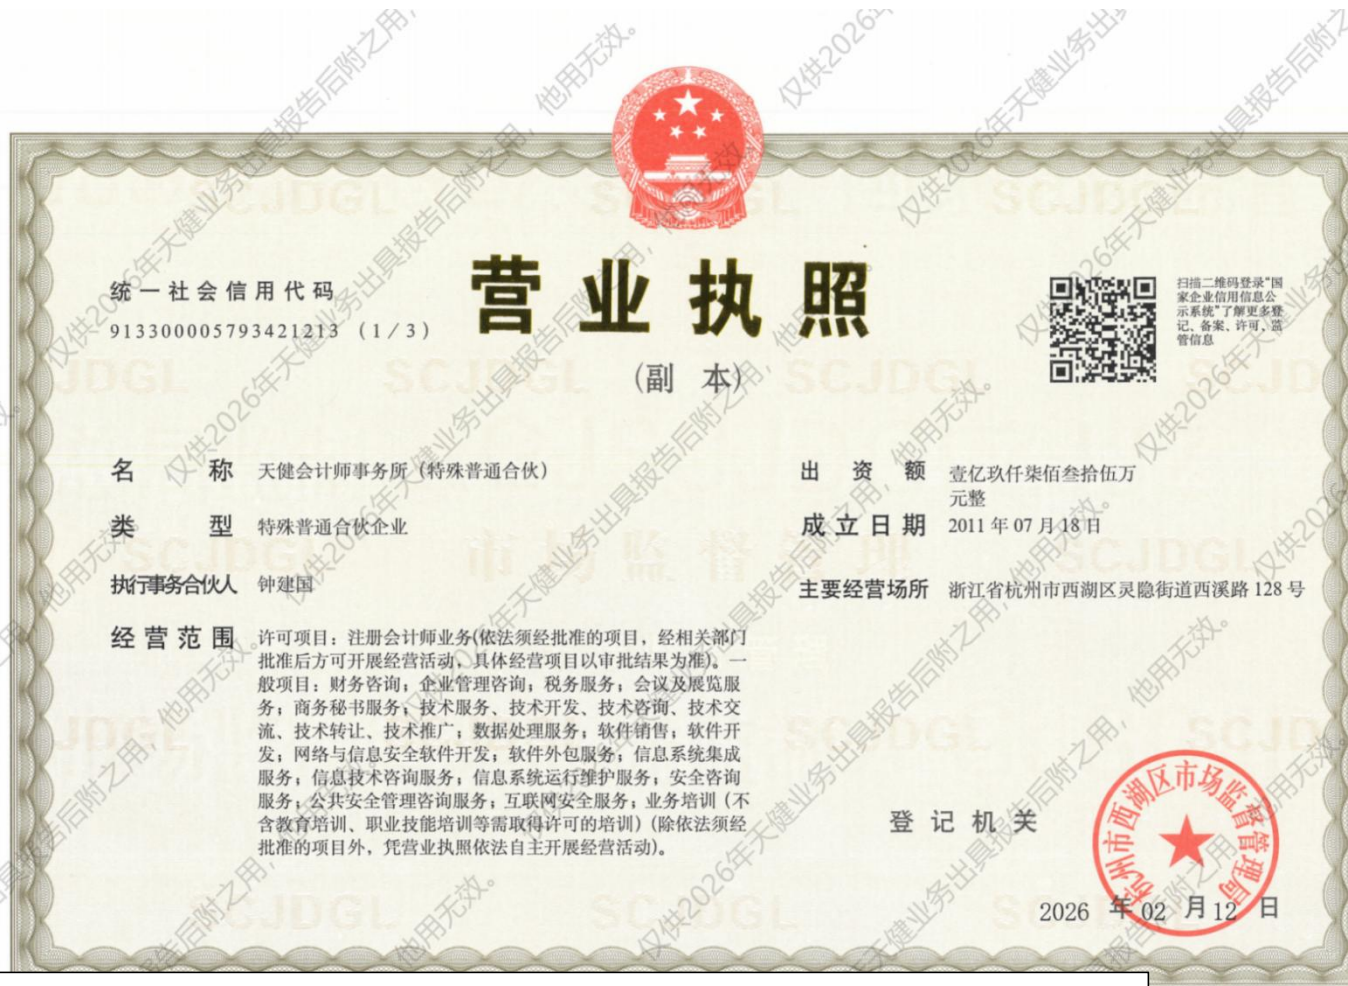 营业执照
(副 本)
统一社会信用代码
913300005793421213 (1/3)
扫描二维码登录“国
家企业信用信息公
示系统”了解更多登
记、备案、许可、监
管信息
名 称 天健会计师事务所（特殊普通合伙）
类 型 特殊普通合伙企业
执行事务合伙人 钟建国
经营范围 许可项目：注册会计师业务(依法须经批准的项目，经相关部门
批准后方可开展经营活动，具体经营项目以审批结果为准)。一
般项目：财务咨询；企业管理咨询；税务服务；会议及展览服
务；商务秘书服务；技术服务、技术开发、技术咨询、技术交
流、技术转让、技术推广；数据处理服务；软件销售；软件开
发；网络与信息安全软件开发；软件外包服务；信息系统集成
服务；信息技术咨询服务；信息系统运行维护服务；安全咨询
服务；公共安全管理咨询服务；互联网安全服务；业务培训（不
含教育培训、职业技能培训等需取得许可的培训）(除依法须经
批准的项目外，凭营业执照依法自主开展经营活动)。
出 资 额 壹亿玖仟柒佰叁拾伍万
元整
成立日期 2011 年 07 月 18 日
主要经营场所 浙江省杭州市西湖区灵隐街道西溪路 128 号
登记机关
杭州市西湖区市场监督管理局
2026 年 02 月 12 日
仅供2026年天健业务出具报告后附之用，他用无效。
SCJDGL
市场监督管理